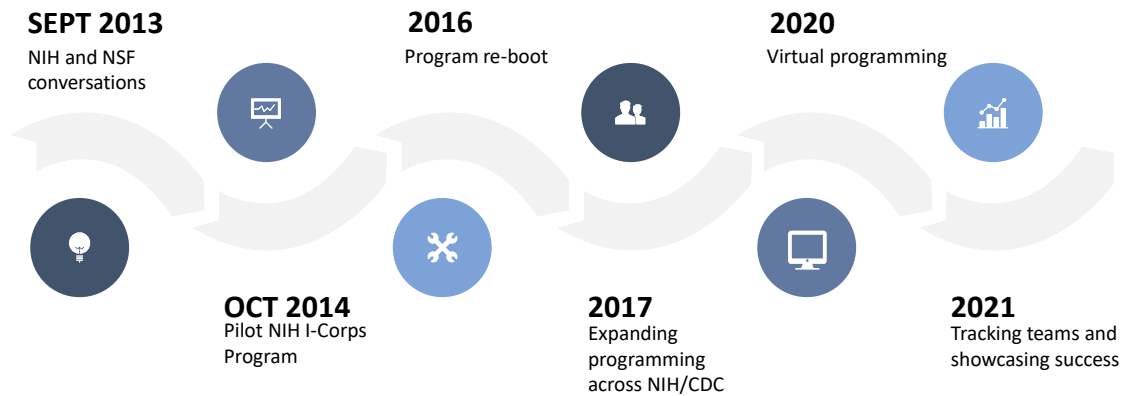 SEPT 2013
NIH and NSF
conversations
OCT 2014
Pilot NIH I-Corps
Program
2016
Program re-boot
2017
Expanding
programming
across NIH/CDC
2020
Virtual programming
2021
Tracking teams and
showcasing success